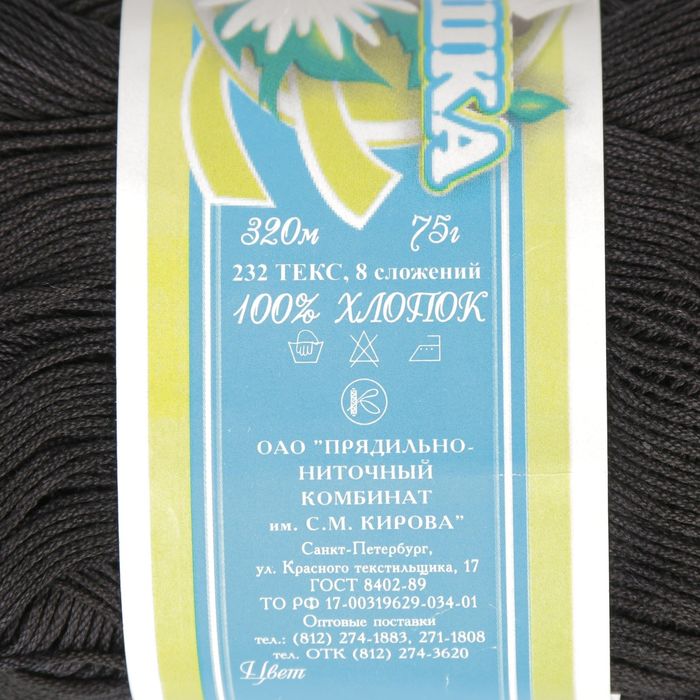 ШКА
320м 75г
232 ТЕКС, 8 сложений
100% ХЛОПОК
ОАО "ПРЯДИЛЬНО-
НИТОЧНЫЙ
КОМБИНАТ
им. С.М. КИРОВА"
Санкт-Петербург,
ул. Красного текстильщика, 17
ГОСТ 8402-89
ТО РФ 17-00319629-034-01
Оптовые поставки
тел.: (812) 274-1883, 271-1808
тел. ОТК (812) 274-3620
Цвет